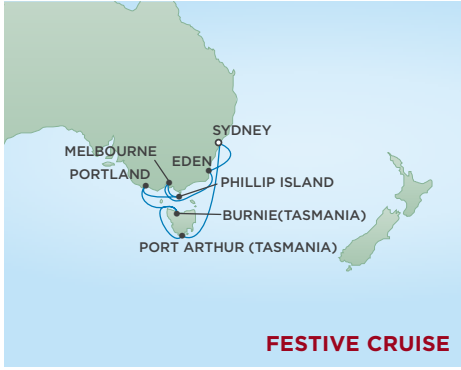 SYDNEY
MELBOURNE
EDEN
PORTLAND
PHILLIP ISLAND
BURNIE(TASMANIA)
PORT ARTHUR (TASMANIA)
FESTIVE CRUISE